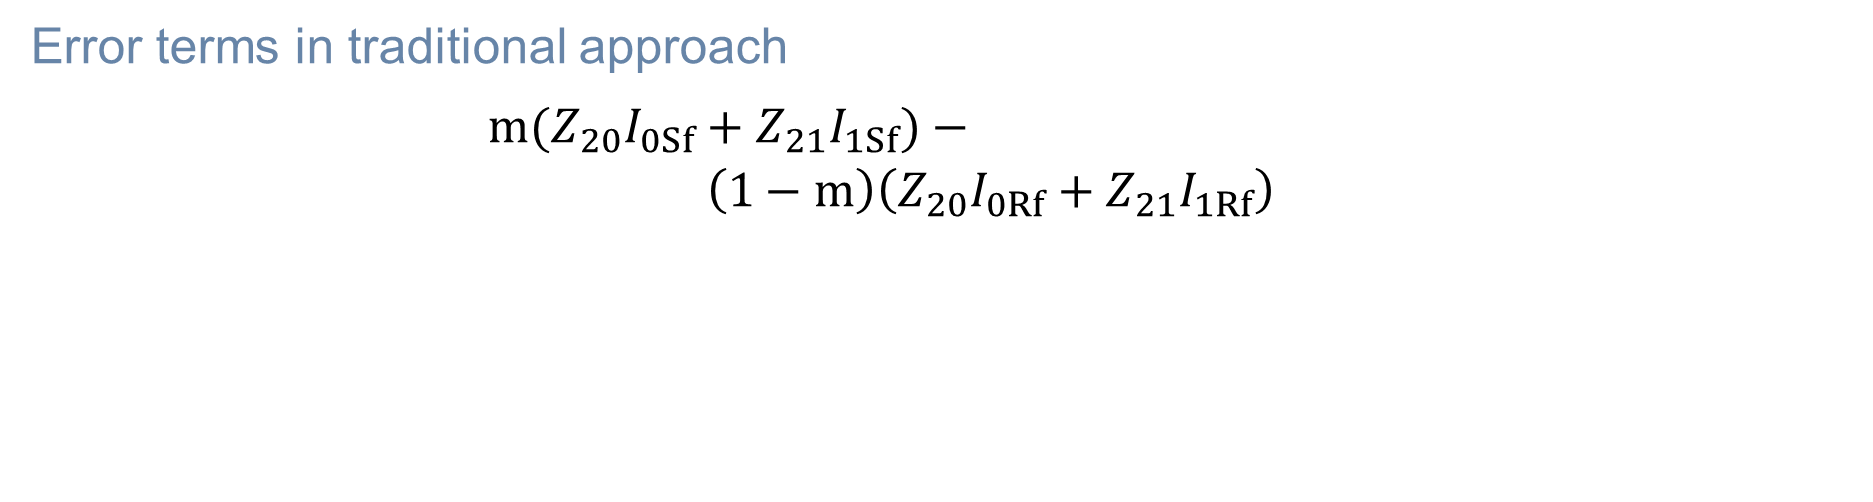 Error terms in traditional approach
m(Z₂₀I₀Sf + Z₂₁I₁Sf) −
(1 − m)(Z₂₀I₀Rf + Z₂₁I₁Rf)